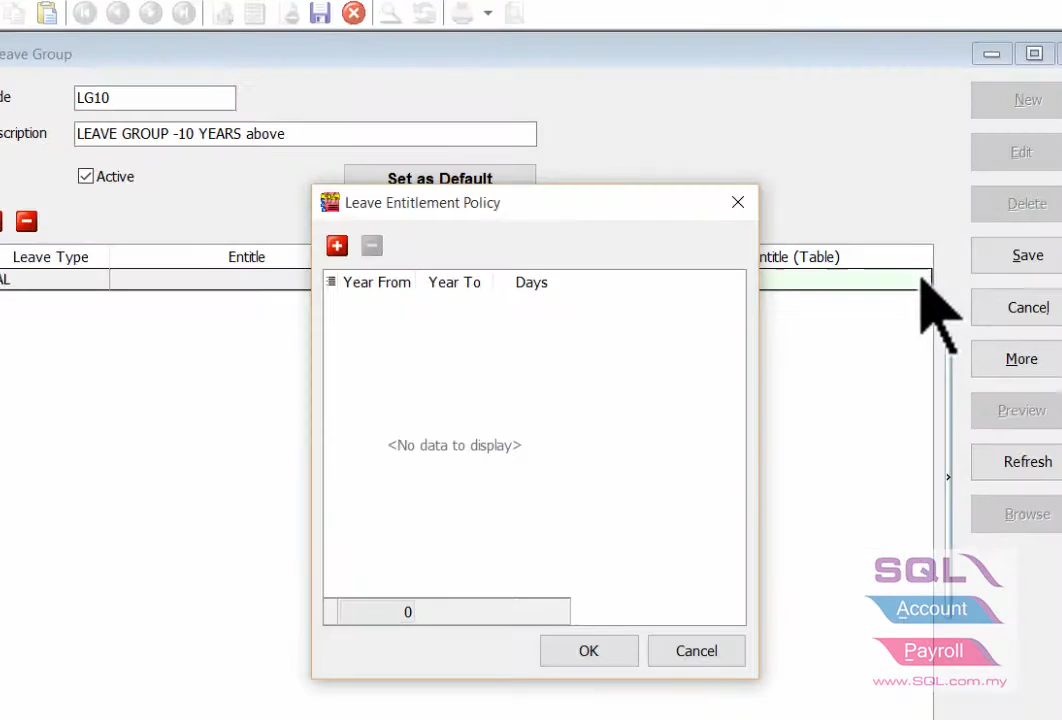 eave Group
de
LG10
scription
LEAVE GROUP -10 YEARS above
Active
Set as Default
Leave Type
Entitle
ntitle (Table)
AL
Leave Entitlement Policy
Year From
Year To
Days
<No data to display>
0
OK
Cancel
New
Edit
Delete
Save
Cancel
More
Preview
Refresh
Browse
SQL
Account
Payroll
www.SQL.com.my